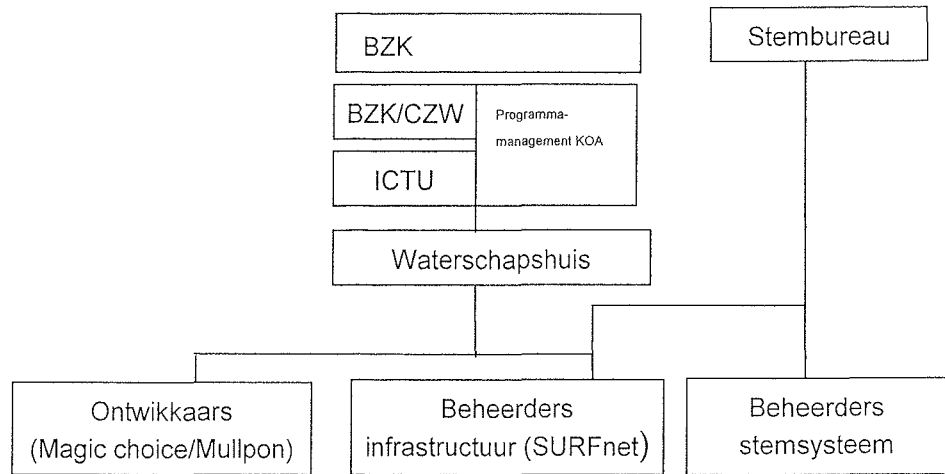 BZK
Stembureau
BZK/CZW
Programma-
management KOA
ICTU
Waterschapshuis
Ontwikkaars
(Magic choice/Mullpon)
Beheerders
infrastructuur (SURFnet)
Beheerders
stemsysteem